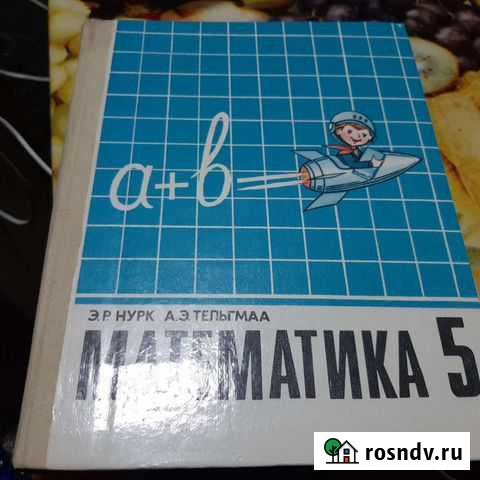 a+b=
Э.Р. НУРК А.Э. ТЕЛЬГМАА
МАТЕМАТИКА 5
rosndv.ru